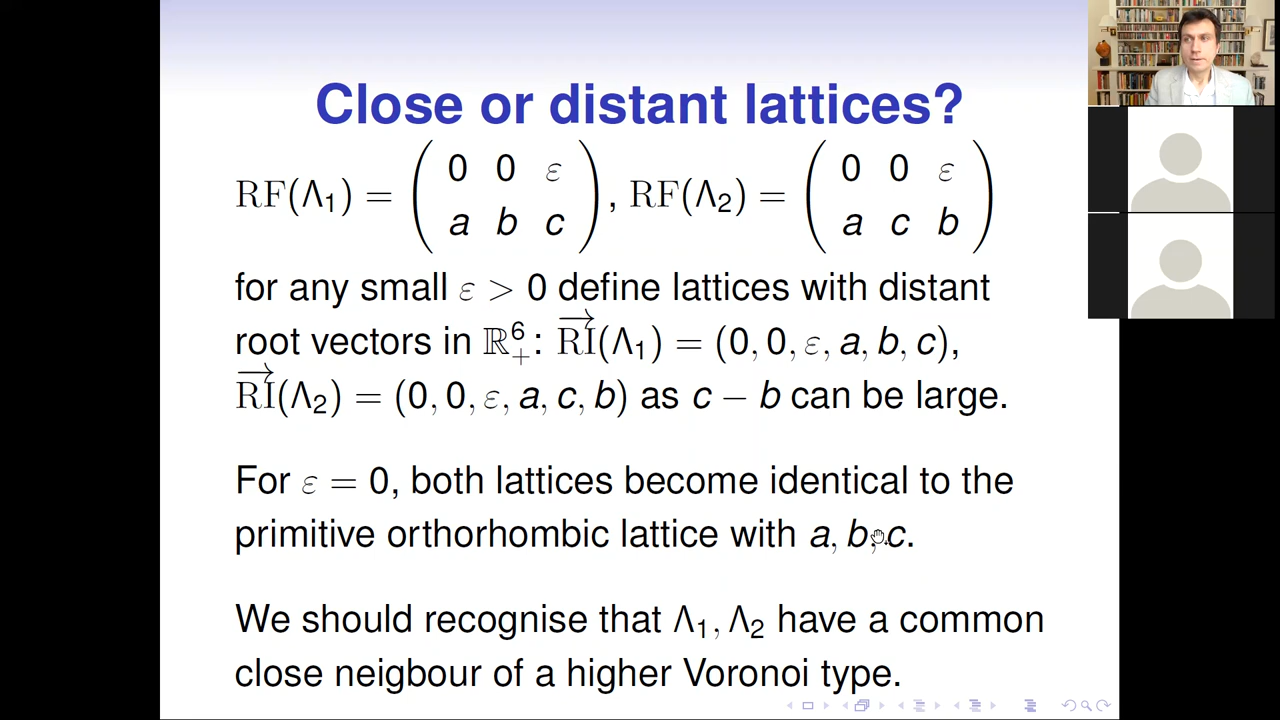 Close or distant lattices?
RF(Λ₁) = ( 0 0 ε ; a b c ), RF(Λ₂) = ( 0 0 ε ; a c b )
for any small ε > 0 define lattices with distant
root vectors in ℝ₊⁶: R͞I⃗(Λ₁) = (0, 0, ε, a, b, c),
R͞I⃗(Λ₂) = (0, 0, ε, a, c, b) as c − b can be large.
For ε = 0, both lattices become identical to the
primitive orthorhombic lattice with a, b, c.
We should recognise that Λ₁, Λ₂ have a common
close neigbour of a higher Voronoi type.